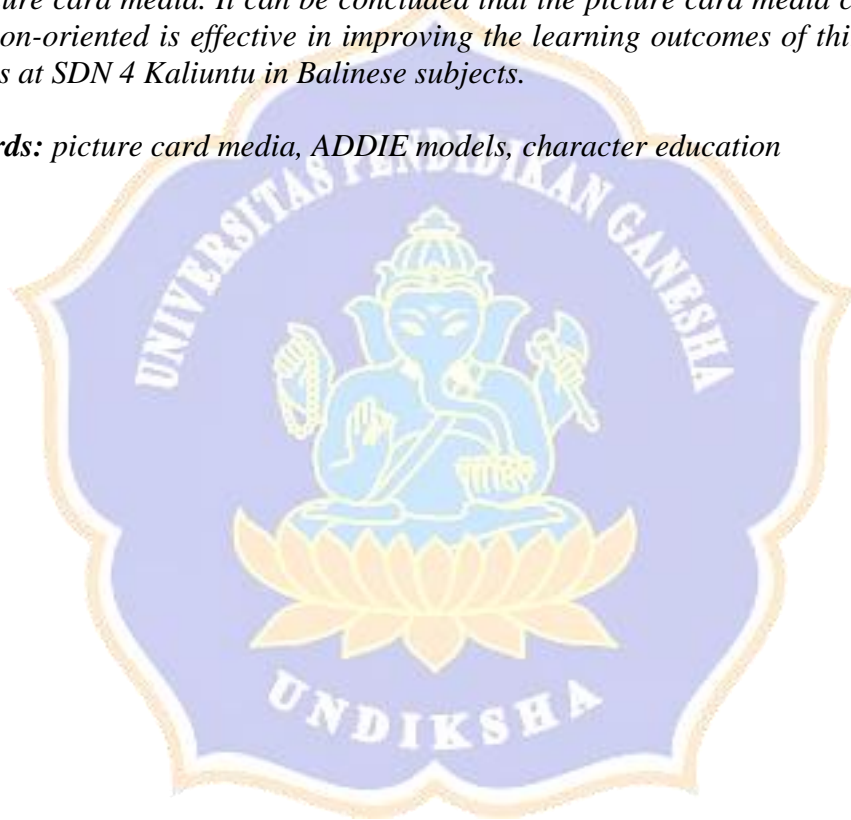 ure card media. It can be concluded that the picture card media c
on-oriented is effective in improving the learning outcomes of thi
s at SDN 4 Kaliuntu in Balinese subjects.
rds: picture card media, ADDIE models, character education
UNIVERSITAS PENDIDIKAN GANESHA
UNDIKSHA